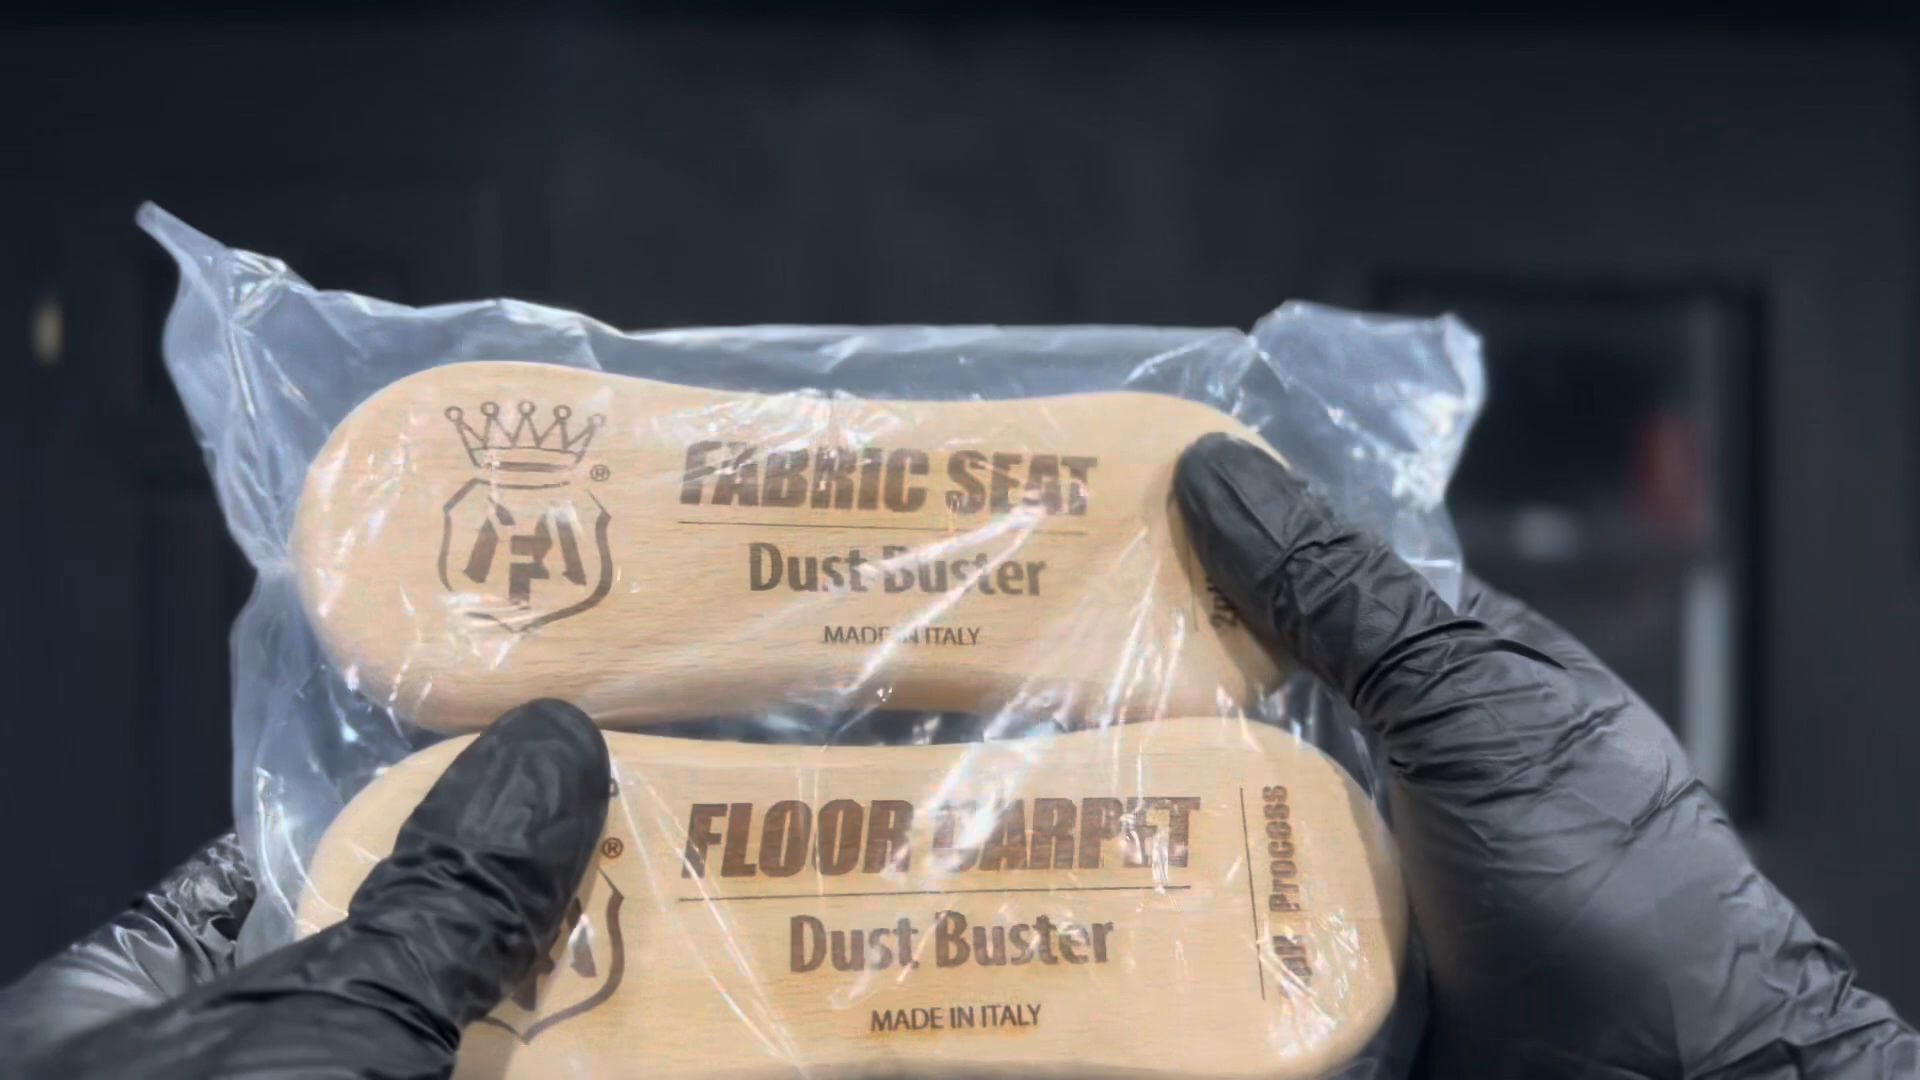 ®
FABRIC SEAT
Dust Buster
MADE IN ITALY
®
FLOOR CARPET
Dust Buster
MADE IN ITALY
Process